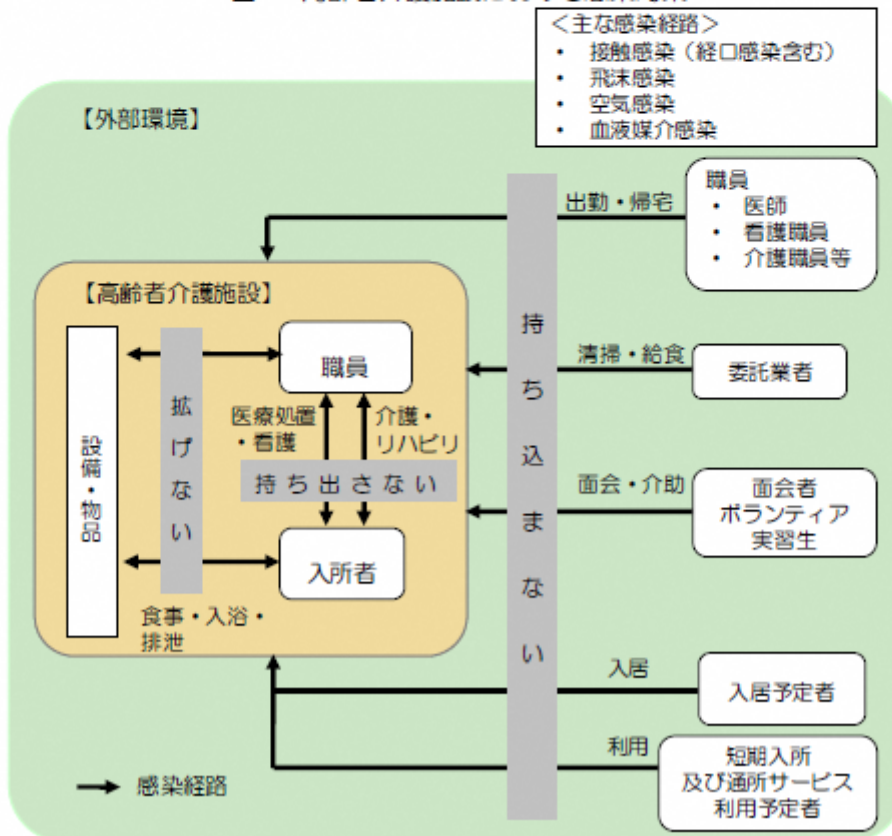 ＜主な感染経路＞
・ 接触感染（経口感染含む）
・ 飛沫感染
・ 空気感染
・ 血液媒介感染
【外部環境】
出勤・帰宅
職員
・ 医師
・ 看護職員
・ 介護職員等
【高齢者介護施設】
設備・物品
拡げない
職員
医療処置
・看護
介護・
リハビリ
持ち出さない
入所者
食事・入浴・
排泄
持ち込まない
清掃・給食
委託業者
面会・介助
面会者
ボランティア
実習生
入居
入居予定者
利用
短期入所
及び通所サービス
利用予定者
感染経路